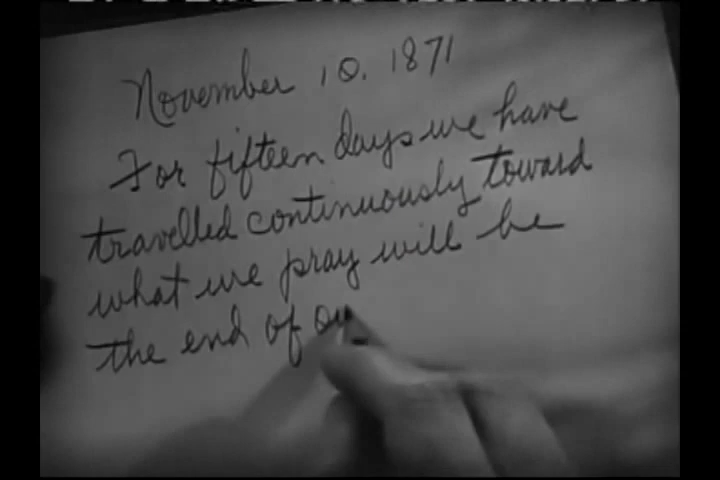 November 10, 1871
For fifteen days we have
travelled continuously toward
what we pray will be
the end of ou